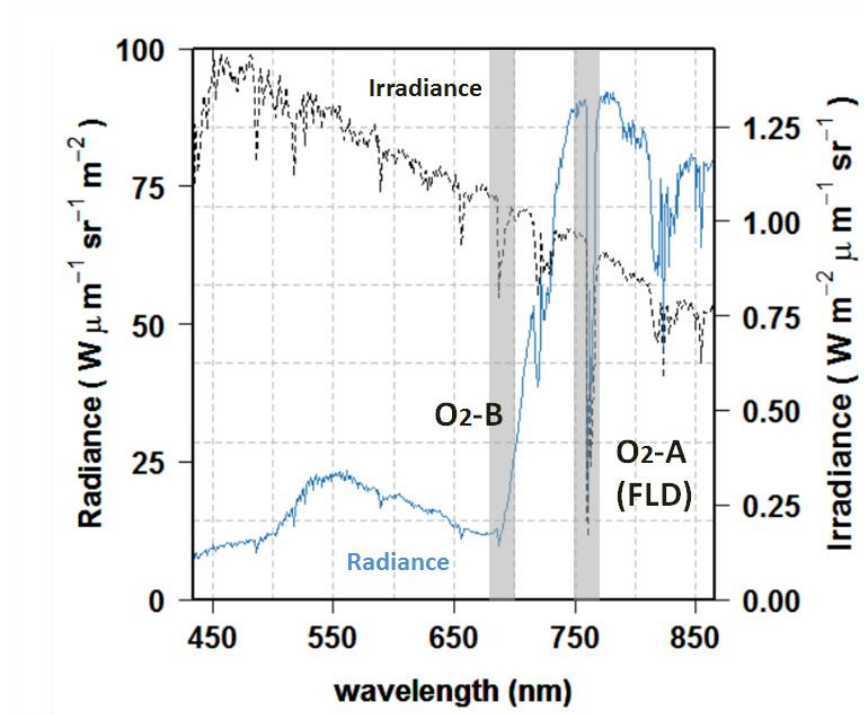 100
75
50
25
0
Radiance ( W μm⁻¹ sr⁻¹ m⁻²)
Irradiance
O₂-B
O₂-A
(FLD)
Radiance
1.25
1.00
0.75
0.50
0.25
0.00
Irradiance ( W m⁻² μ m⁻¹ sr⁻¹)
450 550 650 750 850
wavelength (nm)